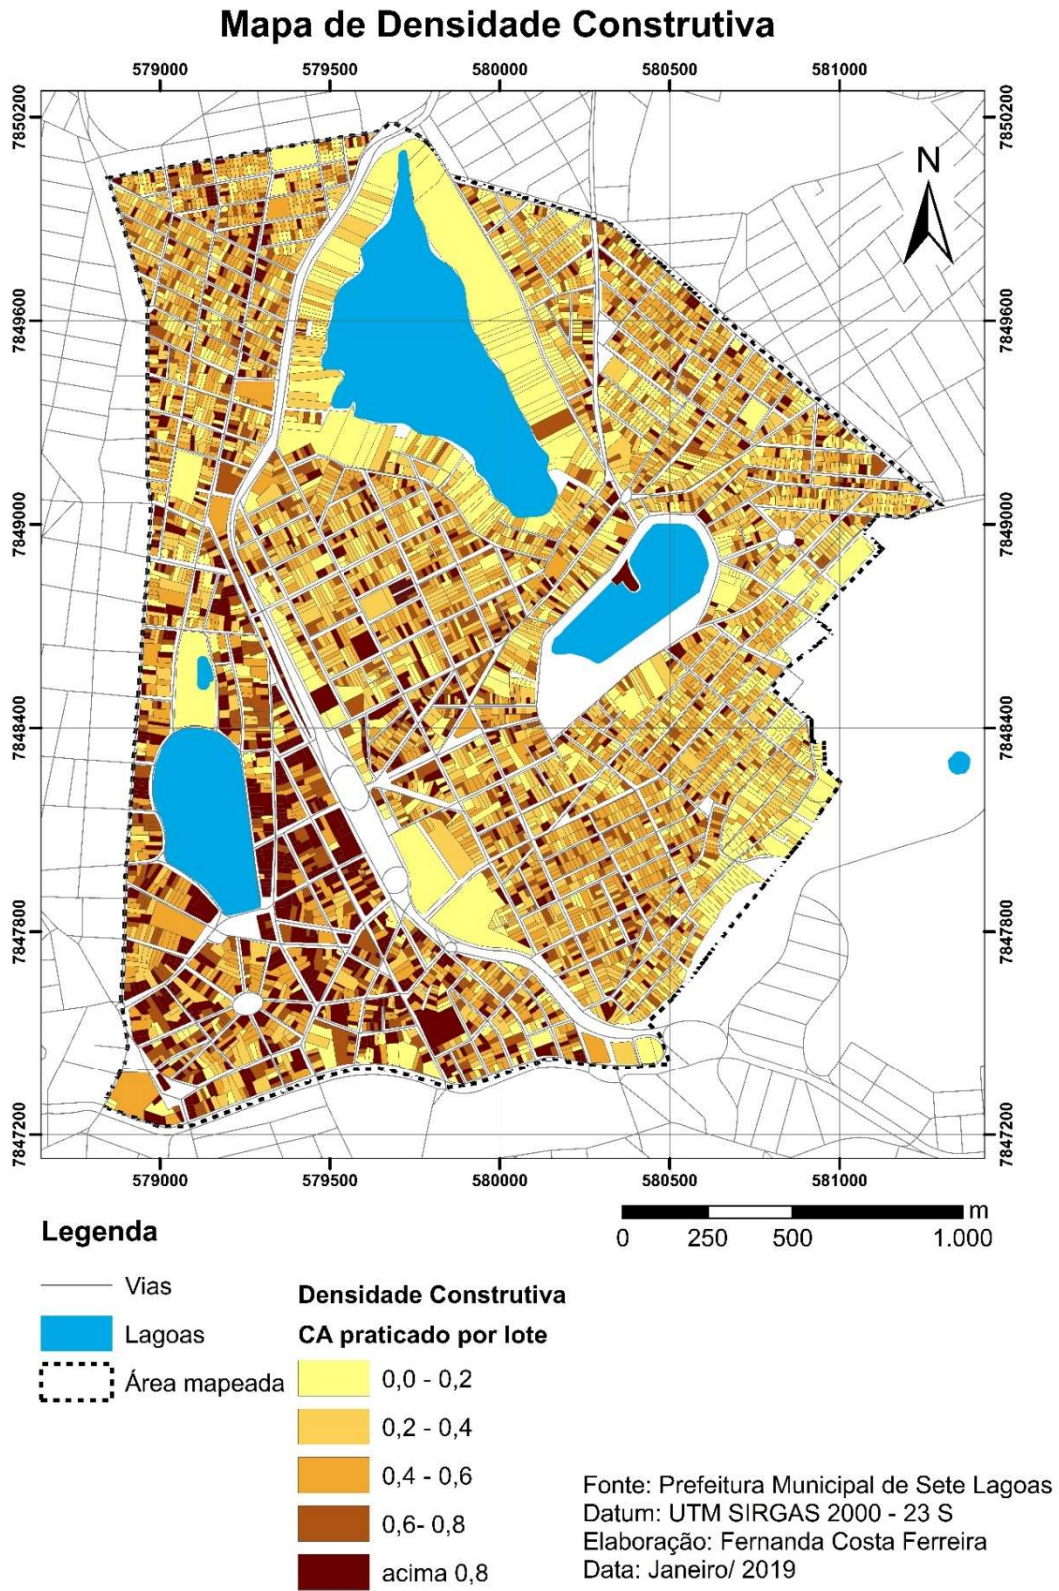 Mapa de Densidade Construtiva
579000 579500 580000 580500 581000
7850200 7850200
N
7849600 7849600
7849000 7849000
7848400 7848400
7847800 7847800
7847200 7847200
579000 579500 580000 580500 581000
m
0 250 500 1.000
Legenda
Vias
Lagoas
Área mapeada
Densidade Construtiva
CA praticado por lote
0,0 - 0,2
0,2 - 0,4
0,4 - 0,6
0,6- 0,8
acima 0,8
Fonte: Prefeitura Municipal de Sete Lagoas
Datum: UTM SIRGAS 2000 - 23 S
Elaboração: Fernanda Costa Ferreira
Data: Janeiro/ 2019